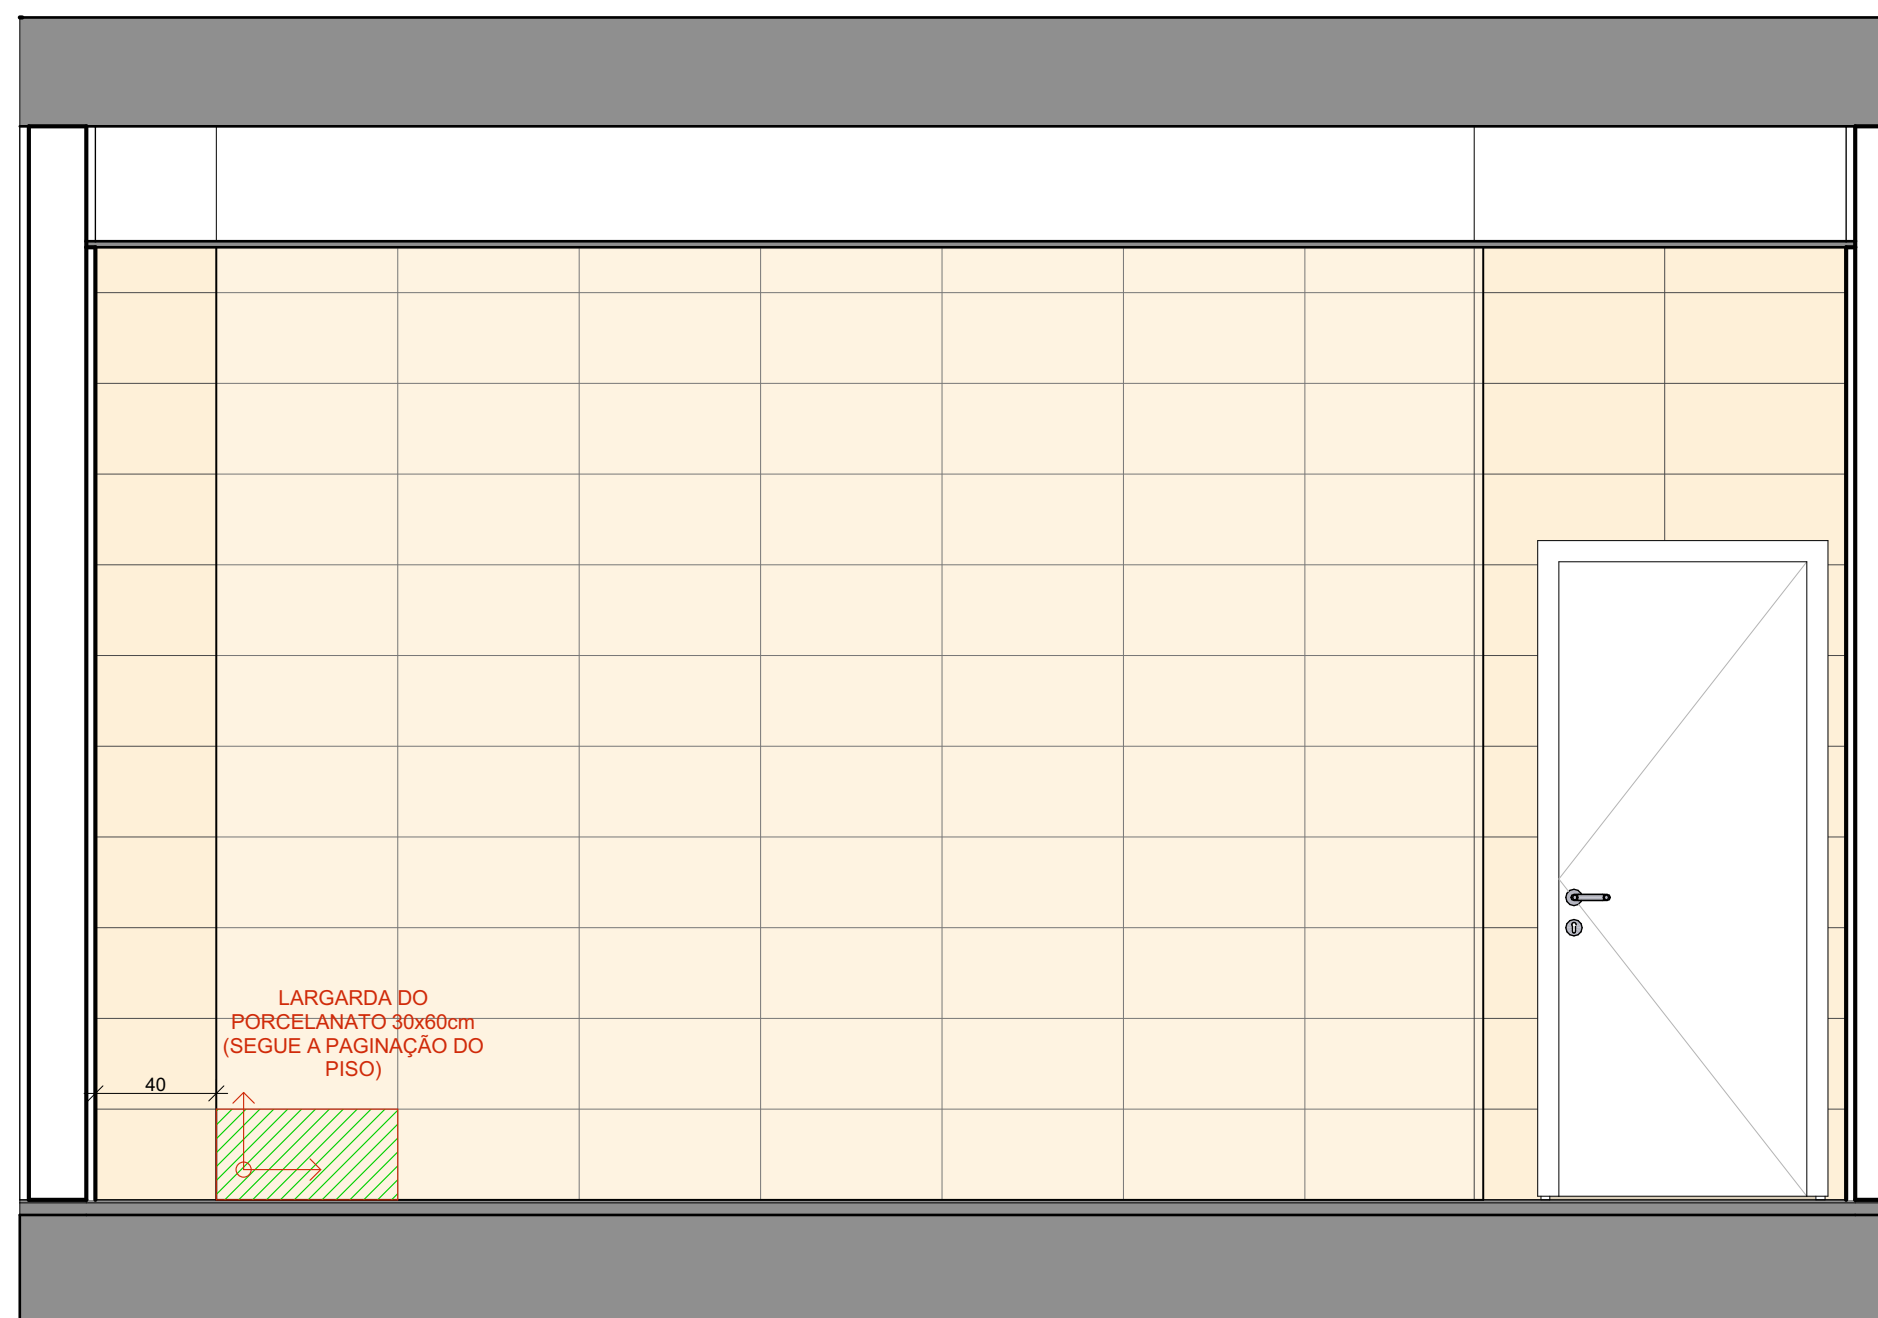 LARGARDA DO
PORCELANATO 30x60cm
(SEGUE A PAGINAÇÃO DO
PISO)
40